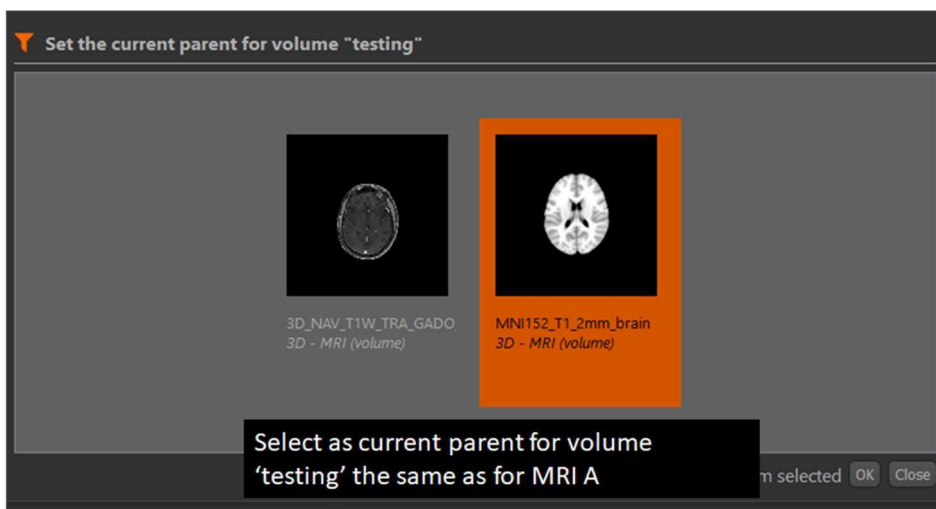 Set the current parent for volume "testing"
3D_NAV_T1W_TRA_GADO
MNI152_T1_2mm_brain
3D - MRI (volume)
3D - MRI (volume)
Select as current parent for volume
‘testing’ the same as for MRI A
selected OK Close